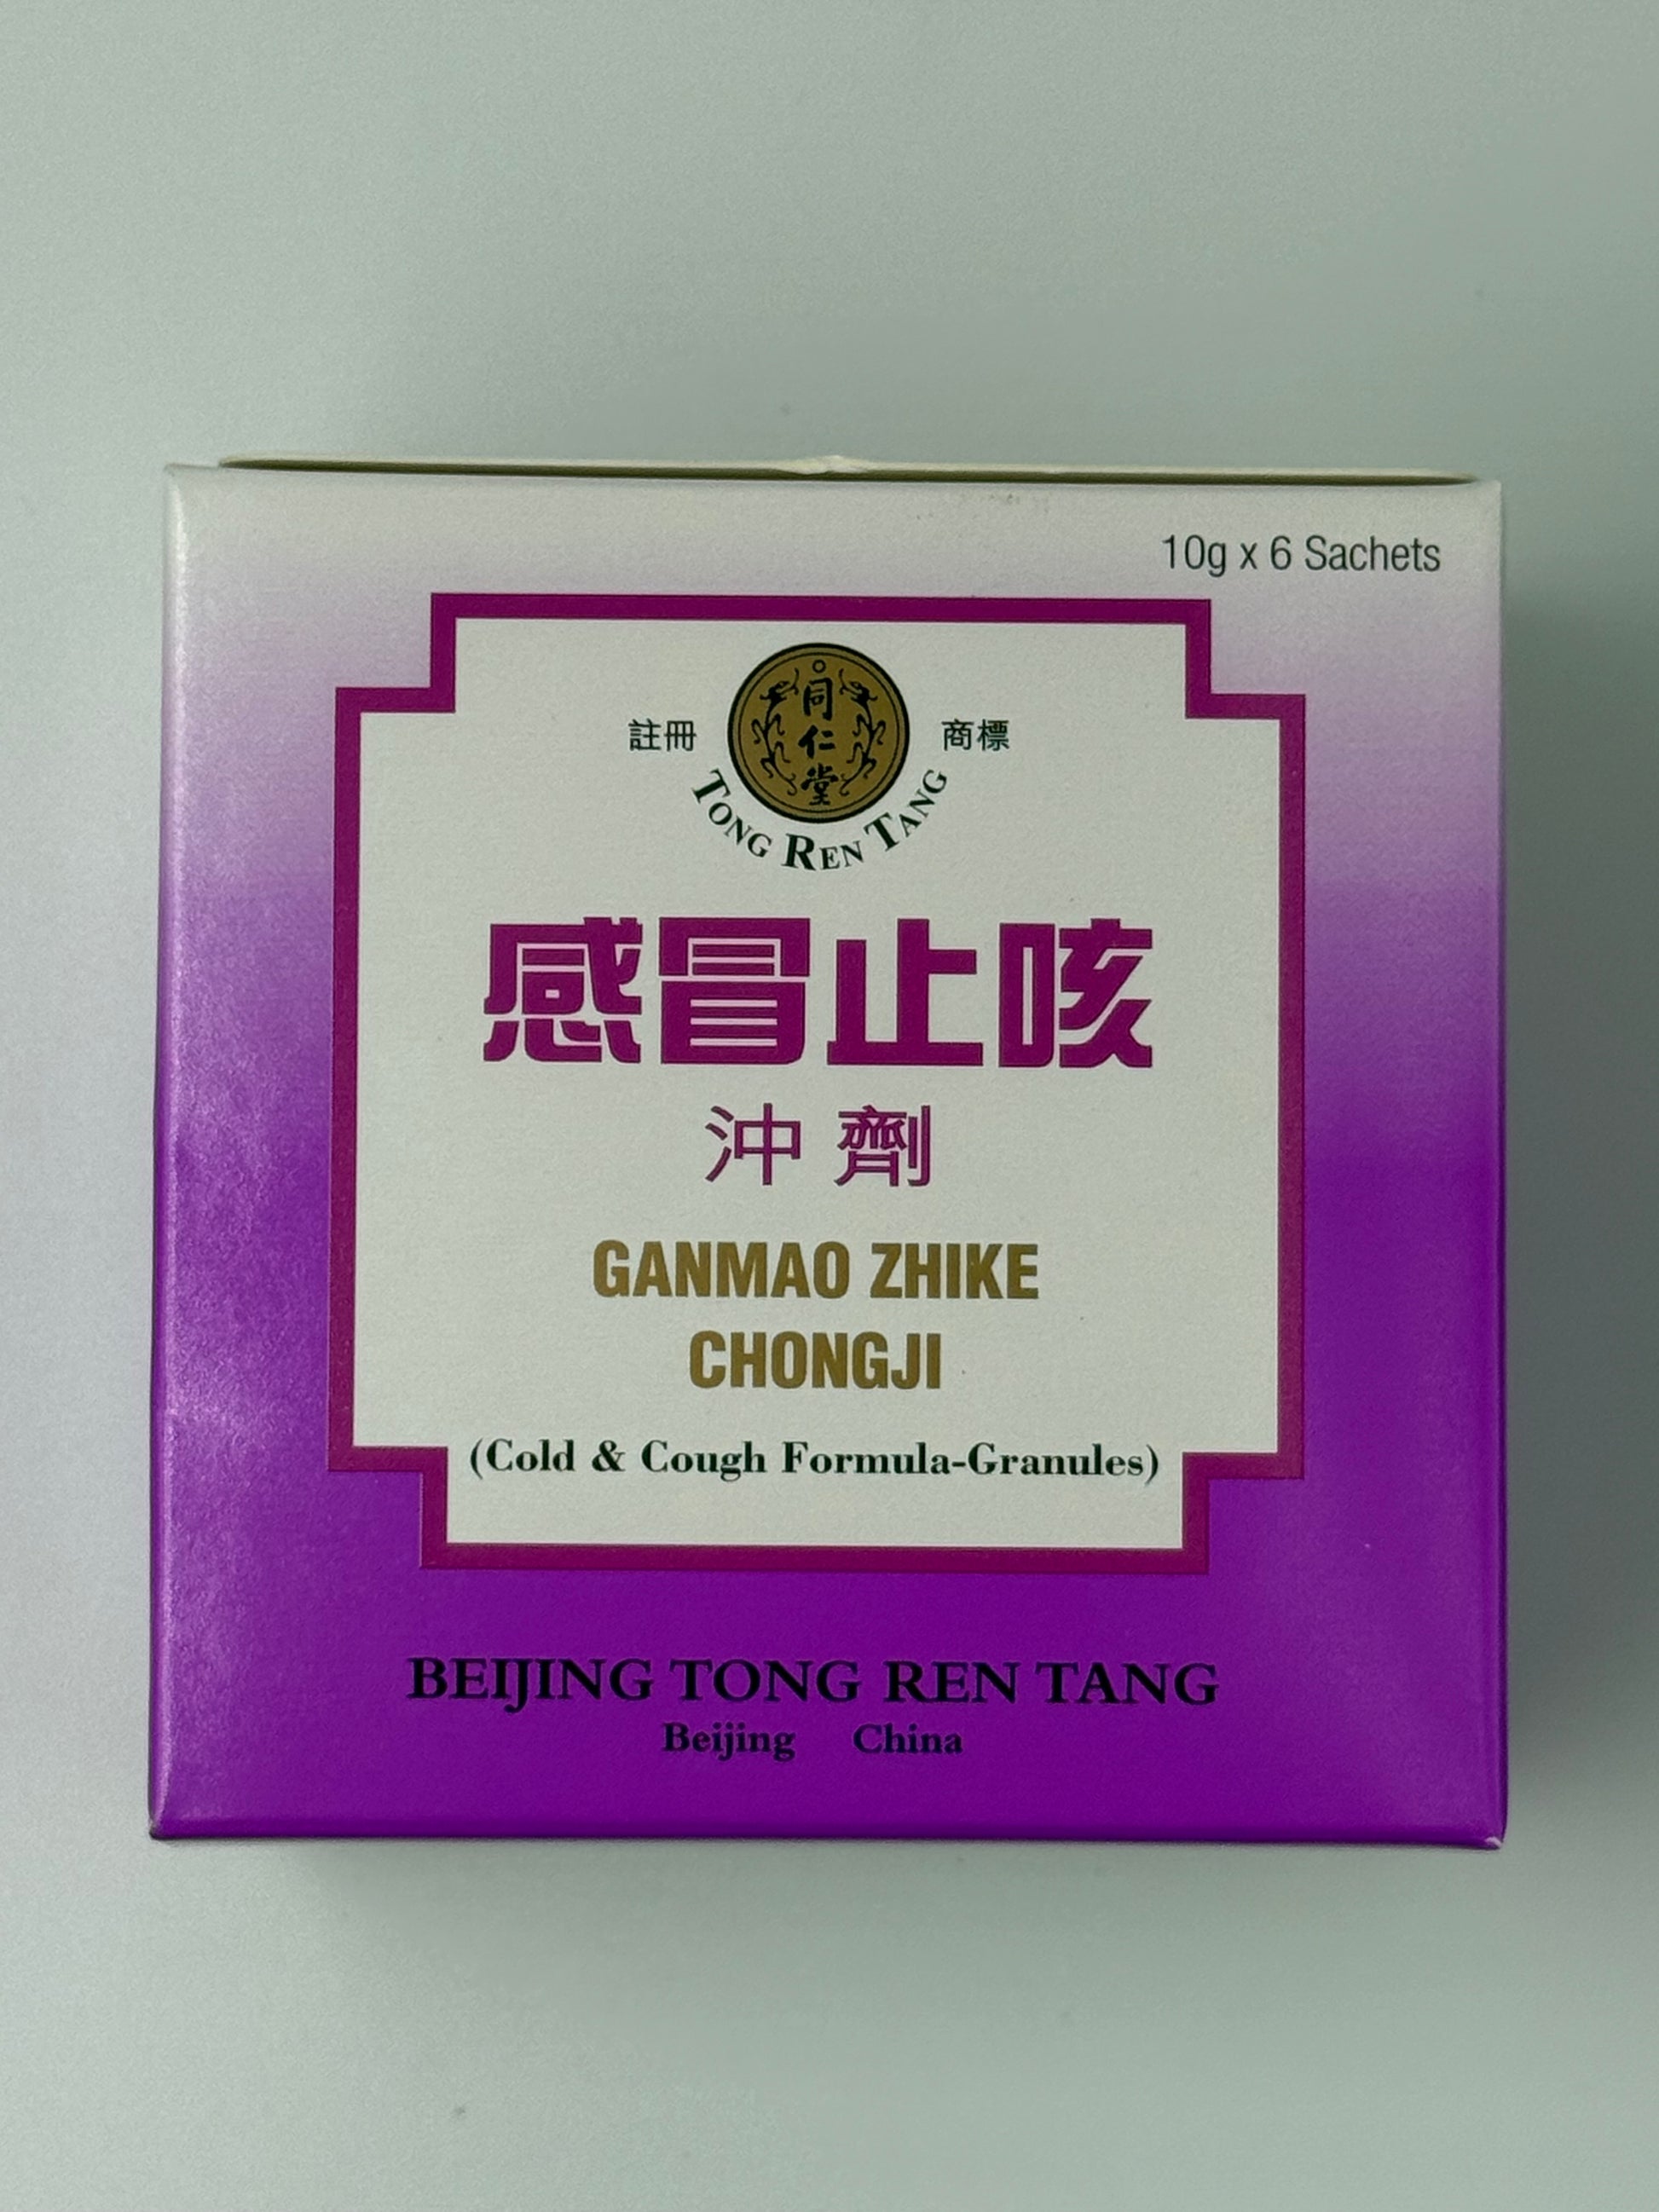 10g x 6 Sachets
註冊 同仁堂 商標
TONG REN TANG
感冒止咳
沖劑
GANMAO ZHIKE
CHONGJI
(Cold & Cough Formula-Granules)
BEIJING TONG REN TANG
Beijing China